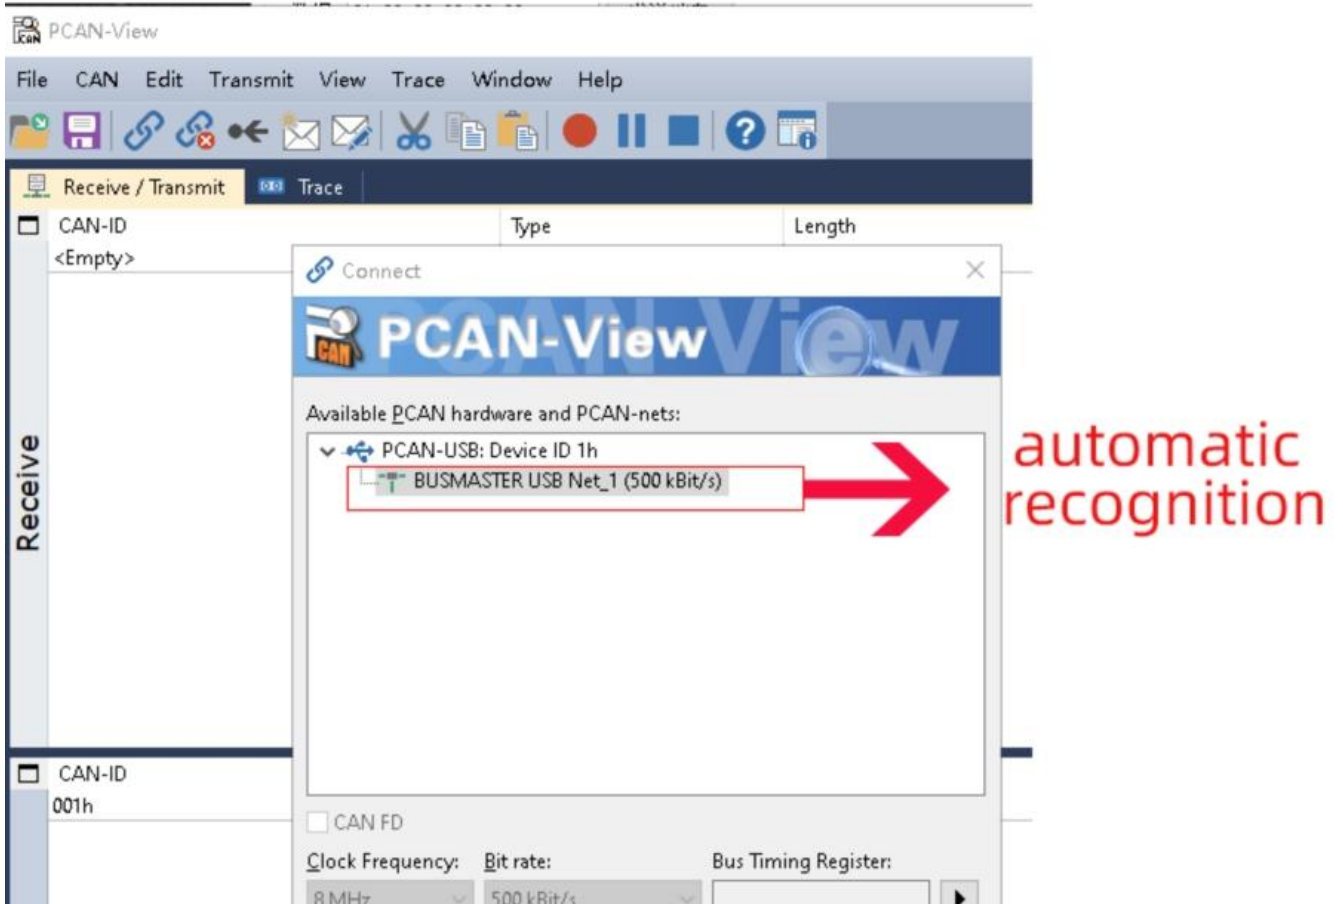 PCAN-View
File CAN Edit Transmit View Trace Window Help
Receive / Transmit Trace
CAN-ID Type Length
<Empty>
Connect
PCAN-View
View
CAN
Available PCAN hardware and PCAN-nets:
PCAN-USB: Device ID 1h
BUSMASTER USB Net_1 (500 kBit/s)
automatic
recognition
Receive
CAN-ID
001h
CAN FD
Clock Frequency: Bit rate: Bus Timing Register:
8 MHz 500 kBit/s